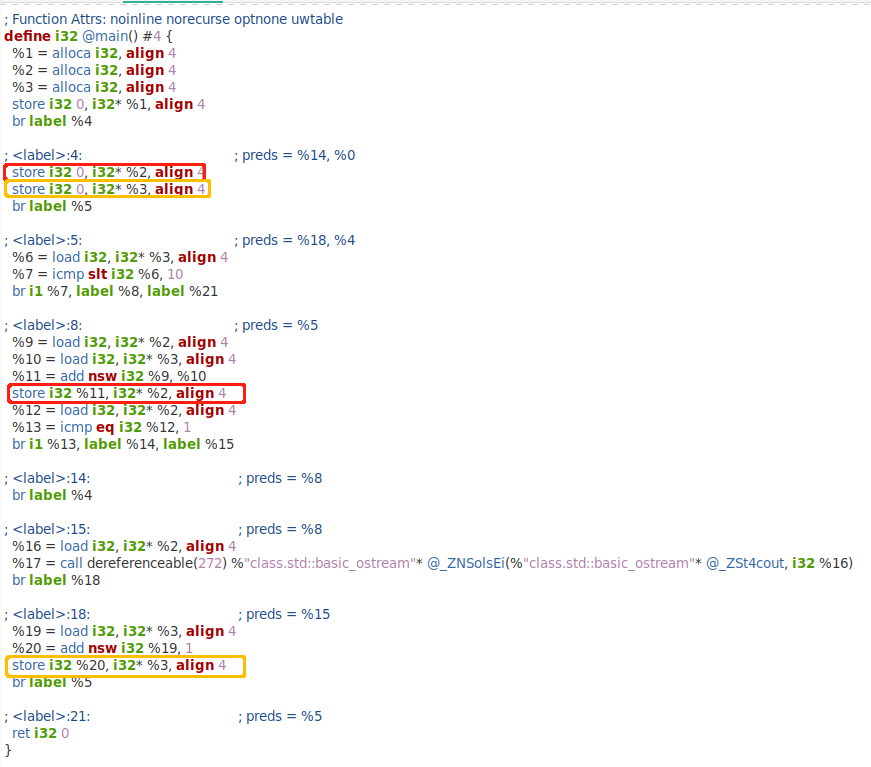 ; Function Attrs: noinline norecurse optnone uwtable
define i32 @main() #4 {
%1 = alloca i32, align 4
%2 = alloca i32, align 4
%3 = alloca i32, align 4
store i32 0, i32* %1, align 4
br label %4
; <label>:4: ; preds = %14, %0
store i32 0, i32* %2, align 4
store i32 0, i32* %3, align 4
br label %5
; <label>:5: ; preds = %18, %4
%6 = load i32, i32* %3, align 4
%7 = icmp slt i32 %6, 10
br i1 %7, label %8, label %21
; <label>:8: ; preds = %5
%9 = load i32, i32* %2, align 4
%10 = load i32, i32* %3, align 4
%11 = add nsw i32 %9, %10
store i32 %11, i32* %2, align 4
%12 = load i32, i32* %2, align 4
%13 = icmp eq i32 %12, 1
br i1 %13, label %14, label %15
; <label>:14: ; preds = %8
br label %4
; <label>:15: ; preds = %8
%16 = load i32, i32* %2, align 4
%17 = call dereferenceable(272) %"class.std::basic_ostream"* @_ZNSolsEi(%"class.std::basic_ostream"* @_ZSt4cout, i32 %16)
br label %18
; <label>:18: ; preds = %15
%19 = load i32, i32* %3, align 4
%20 = add nsw i32 %19, 1
store i32 %20, i32* %3, align 4
br label %5
; <label>:21: ; preds = %5
ret i32 0
}